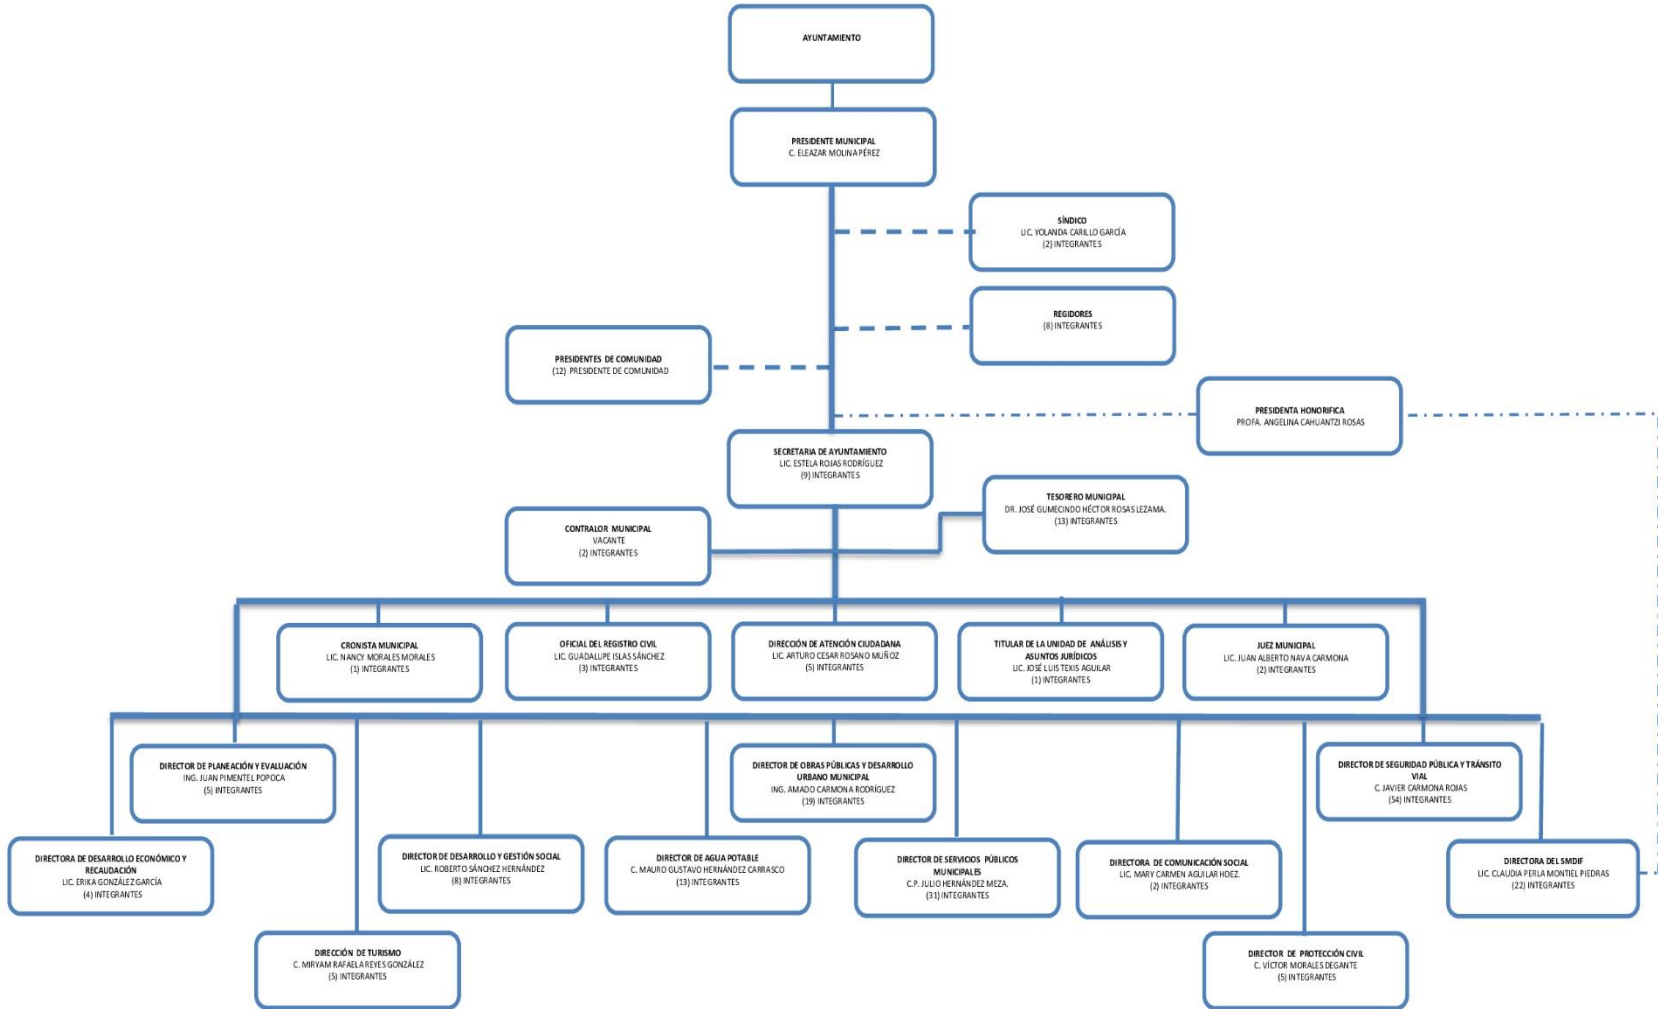 AYUNTAMIENTO
PRESIDENTE MUNICIPAL
C. ELEAZAR MOLINA PÉREZ
SÍNDICO
LIC. YOLANDA CARILLO GARCÍA
(2) INTEGRANTES
REGIDORES
(8) INTEGRANTES
PRESIDENTES DE COMUNIDAD
(12) PRESIDENTE DE COMUNIDAD
PRESIDENTA HONORIFICA
PROFA. ANGELINA CAHUANTZI ROSAS
SECRETARIA DE AYUNTAMIENTO
LIC. ESTELA ROJAS RODRÍGUEZ
(9) INTEGRANTES
TESORERO MUNICIPAL
DR. JOSÉ GUMECINDO HÉCTOR ROSAS LEZAMA.
(13) INTEGRANTES
CONTRALOR MUNICIPAL
VACANTE
(2) INTEGRANTES
CRONISTA MUNICIPAL
LIC. NANCY MORALES MORALES
(1) INTEGRANTES
OFICIAL DEL REGISTRO CIVIL
LIC. GUADALUPE ISLAS SÁNCHEZ
(3) INTEGRANTES
DIRECCIÓN DE ATENCIÓN CIUDADANA
LIC. ARTURO CESAR ROSANO MUÑOZ
(5) INTEGRANTES
TITULAR DE LA UNIDAD DE ANÁLISIS Y
ASUNTOS JURÍDICOS
LIC. JOSÉ LUIS TEXIS AGUILAR
(1) INTEGRANTES
JUEZ MUNICIPAL
LIC. JUAN ALBERTO NAVA CARMONA
(2) INTEGRANTES
DIRECTOR DE PLANEACIÓN Y EVALUACIÓN
ING. JUAN PIMENTEL POPOCA
(5) INTEGRANTES
DIRECTOR DE OBRAS PÚBLICAS Y DESARROLLO
URBANO MUNICIPAL
ING. AMADO CARMONA RODRÍGUEZ
(19) INTEGRANTES
DIRECTOR DE SEGURIDAD PÚBLICA Y TRÁNSITO
VIAL
C. JAVIER CARMONA ROJAS
(54) INTEGRANTES
DIRECTORA DE DESARROLLO ECONÓMICO Y
RECAUDACIÓN
LIC. ERIKA GONZÁLEZ GARCÍA
(4) INTEGRANTES
DIRECTOR DE DESARROLLO Y GESTIÓN SOCIAL
LIC. ROBERTO SÁNCHEZ HERNÁNDEZ
(8) INTEGRANTES
DIRECTOR DE AGUA POTABLE
C. MAURO GUSTAVO HERNÁNDEZ CARRASCO
(13) INTEGRANTES
DIRECTOR DE SERVICIOS PÚBLICOS
MUNICIPALES
C.P. JULIO HERNÁNDEZ MEZA.
(31) INTEGRANTES
DIRECTORA DE COMUNICACIÓN SOCIAL
LIC. MARY CARMEN AGUILAR HDEZ.
(2) INTEGRANTES
DIRECTORA DEL SMDIF
LIC. CLAUDIA PERLA MONTIEL PIEDRAS
(22) INTEGRANTES
DIRECCIÓN DE TURISMO
C. MIRYAM RAFAELA REYES GONZÁLEZ
(5) INTEGRANTES
DIRECTOR DE PROTECCIÓN CIVIL
C. VÍCTOR MORALES DEGANTE
(5) INTEGRANTES